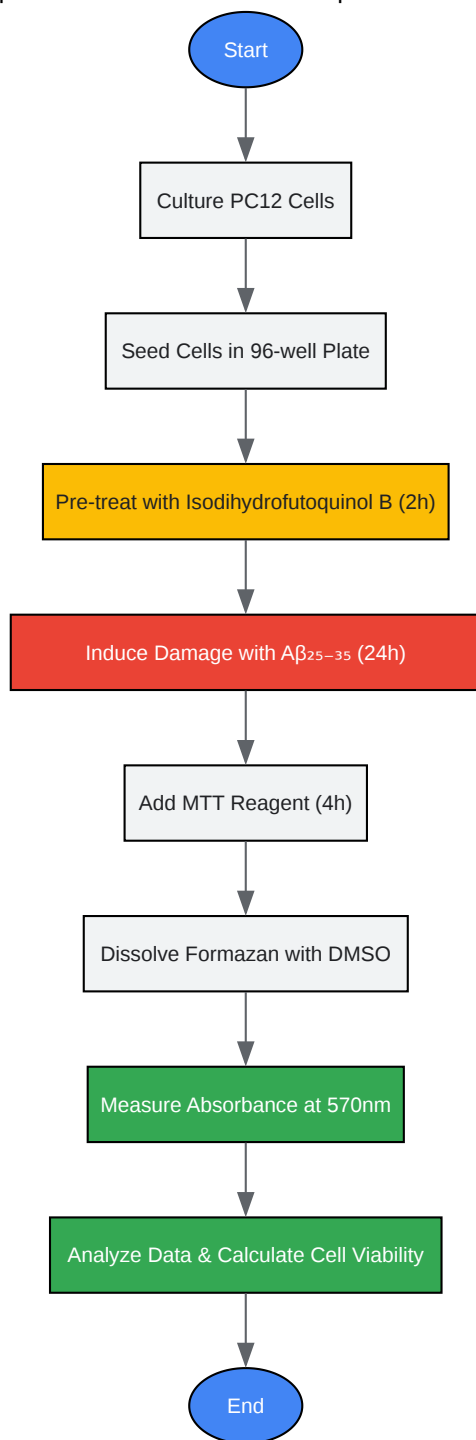 Start
Culture PC12 Cells
Seed Cells in 96-well Plate
Pre-treat with Isodihydrofutoquinol B (2h)
Induce Damage with Aβ₂₅₋₃₅ (24h)
Add MTT Reagent (4h)
Dissolve Formazan with DMSO
Measure Absorbance at 570nm
Analyze Data & Calculate Cell Viability
End